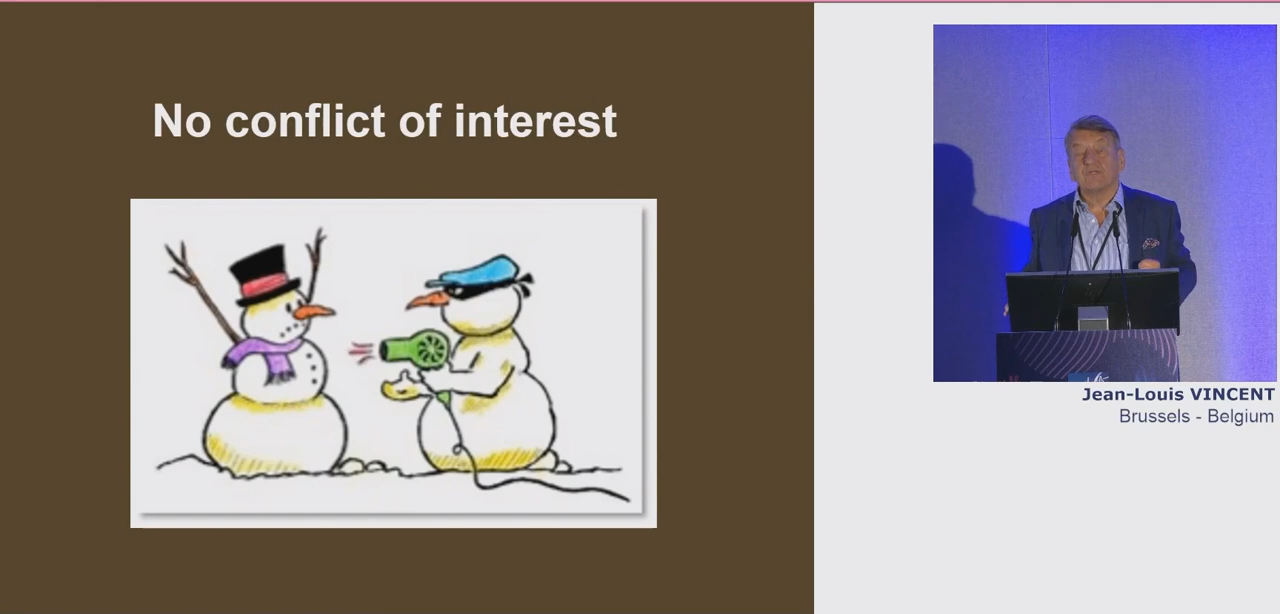 No conflict of interest
Jean-Louis VINCENT
Brussels - Belgium